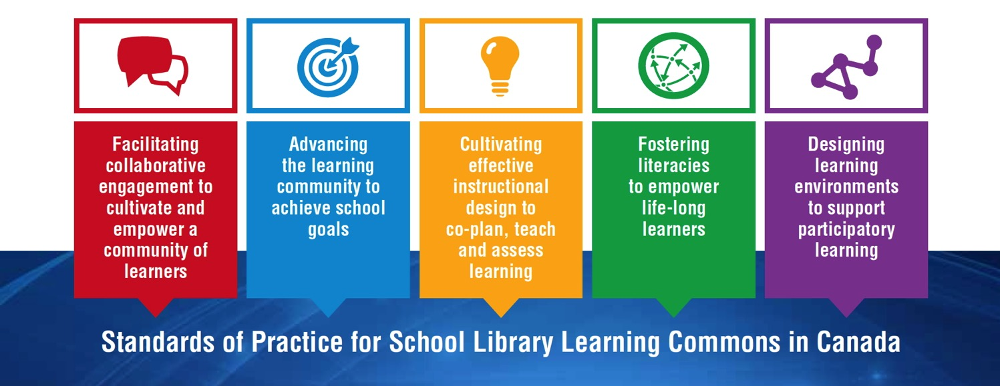 Facilitating
collaborative
engagement to
cultivate and
empower a
community of
learners
Advancing
the learning
community to
achieve school
goals
Cultivating
effective
instructional
design to
co-plan, teach
and assess
learning
Fostering
literacies
to empower
life-long
learners
Designing
learning
environments
to support
participatory
learning
Standards of Practice for School Library Learning Commons in Canada